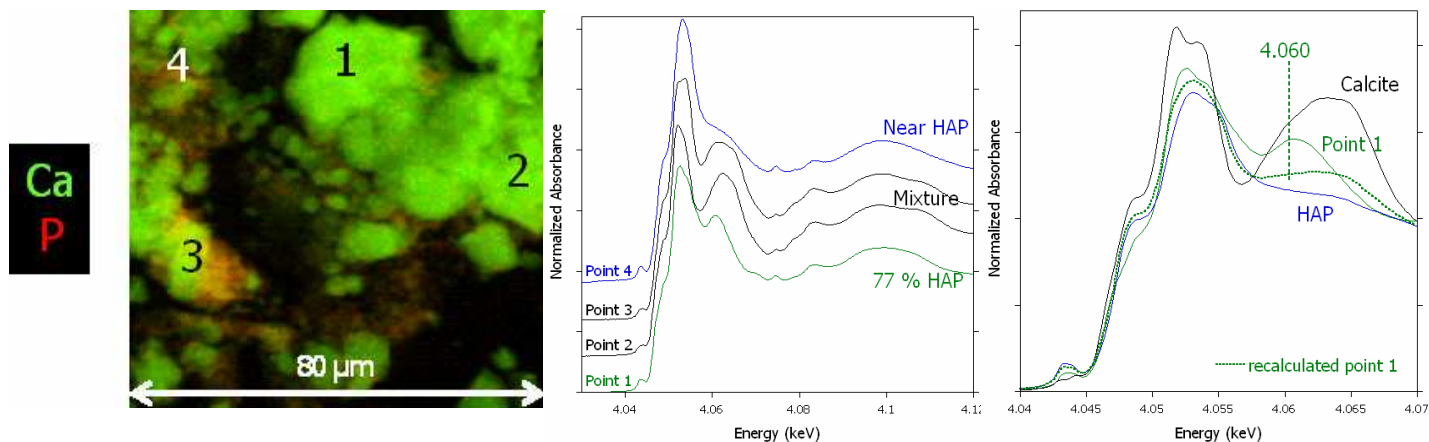 Ca
P
4
1
2
3
80 µm
Normalized Absorbance
Near HAP
Mixture
77 % HAP
Point 4
Point 3
Point 2
Point 1
4.04
4.06
4.08
4.1
4.12
Energy (keV)
Normalized Absorbance
4.060
Calcite
Point 1
HAP
recalculated point 1
4.04
4.045
4.05
4.055
4.06
4.065
4.07
Energy (keV)